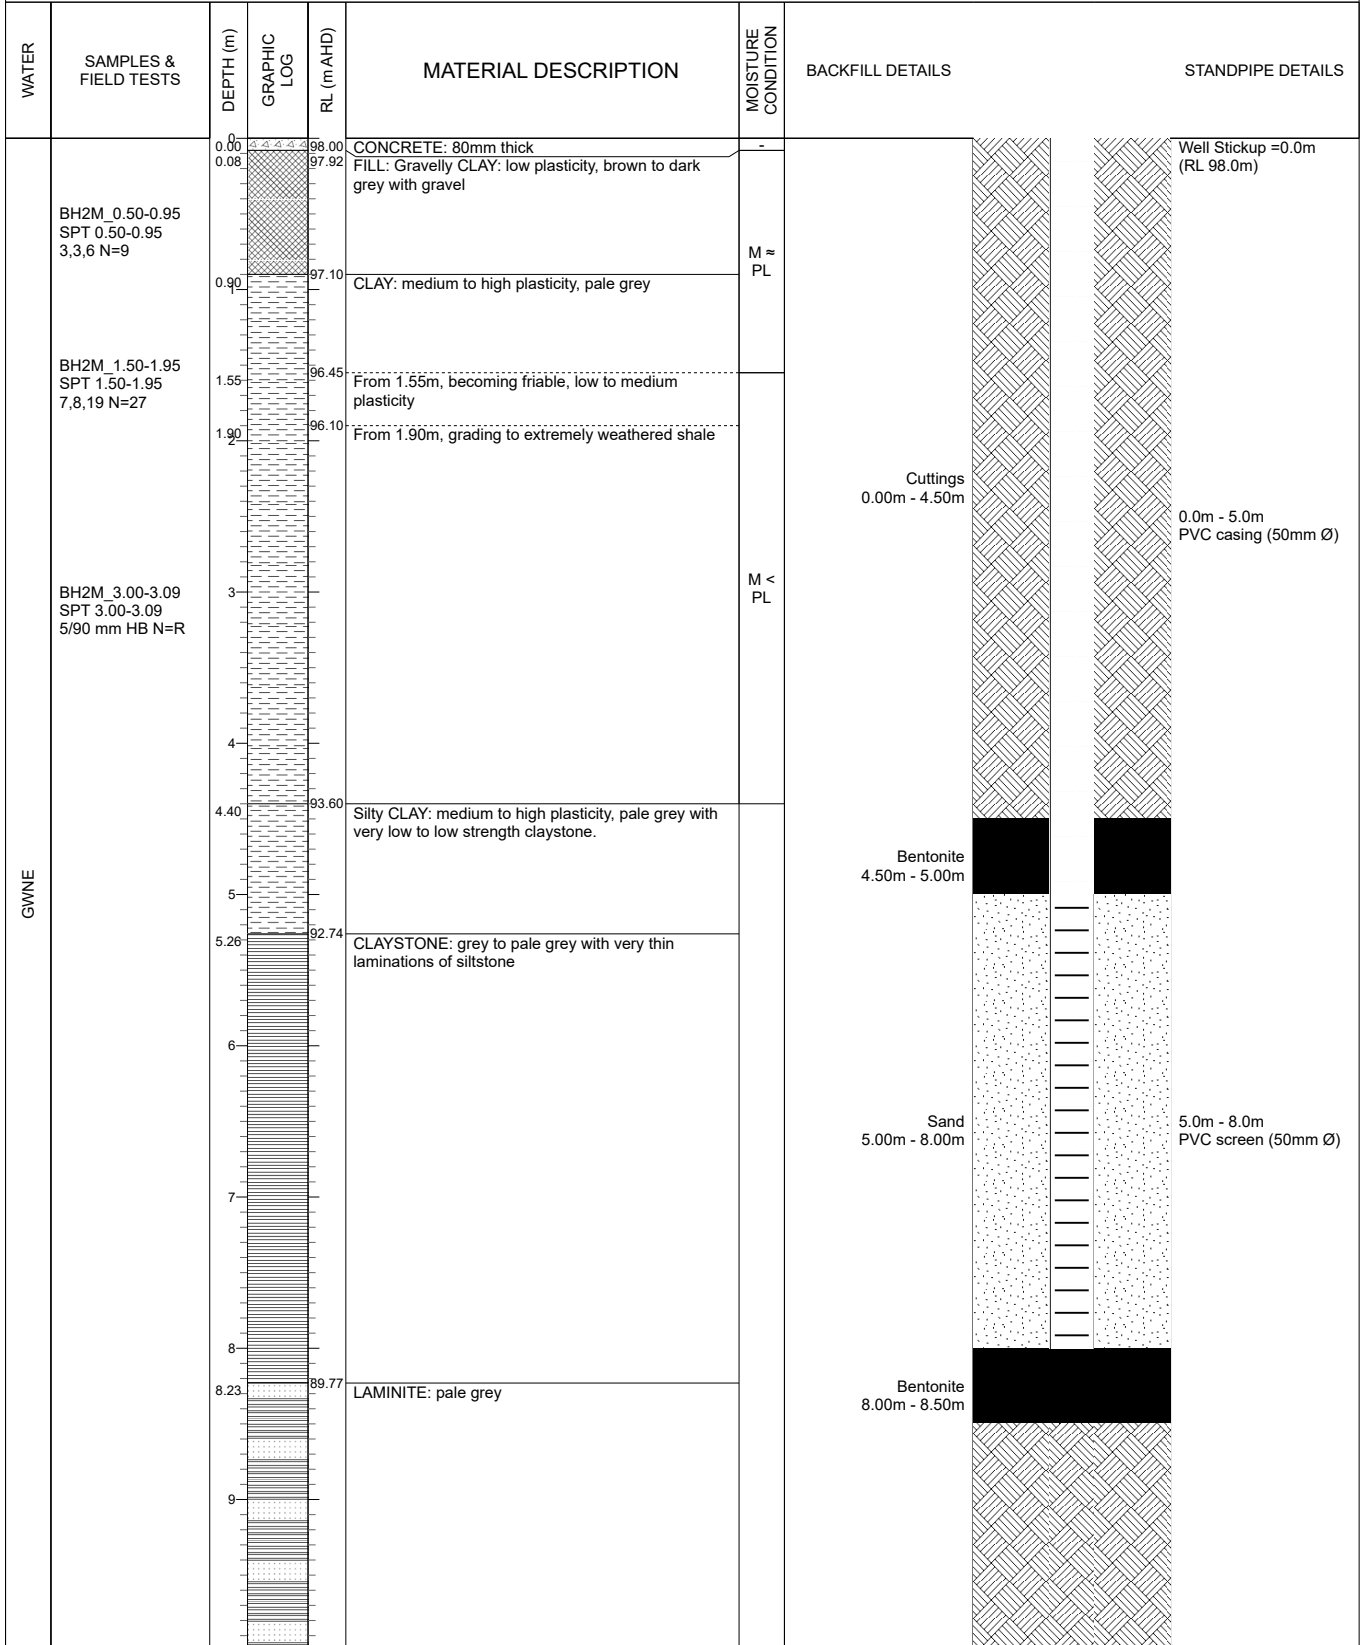 WATER
SAMPLES &
FIELD TESTS
DEPTH (m)
GRAPHIC
LOG
RL (m AHD)
MATERIAL DESCRIPTION
MOISTURE
CONDITION
BACKFILL DETAILS
STANDPIPE DETAILS
0
0.00
98.00
CONCRETE: 80mm thick
-
Well Stickup =0.0m
(RL 98.0m)
0.08
97.92
FILL: Gravelly CLAY: low plasticity, brown to dark
grey with gravel
BH2M_0.50-0.95
SPT 0.50-0.95
3,3,6 N=9
M ≈
PL
0.90
97.10
CLAY: medium to high plasticity, pale grey
1
BH2M_1.50-1.95
SPT 1.50-1.95
7,8,19 N=27
1.55
96.45
From 1.55m, becoming friable, low to medium
plasticity
1.90
96.10
From 1.90m, grading to extremely weathered shale
2
Cuttings
0.00m - 4.50m
0.0m - 5.0m
PVC casing (50mm Ø)
BH2M_3.00-3.09
SPT 3.00-3.09
5/90 mm HB N=R
3
M <
PL
4
4.40
93.60
Silty CLAY: medium to high plasticity, pale grey with
very low to low strength claystone.
Bentonite
4.50m - 5.00m
GWNE
5
5.26
92.74
CLAYSTONE: grey to pale grey with very thin
laminations of siltstone
6
Sand
5.00m - 8.00m
5.0m - 8.0m
PVC screen (50mm Ø)
7
8
8.23
89.77
LAMINITE: pale grey
Bentonite
8.00m - 8.50m
9